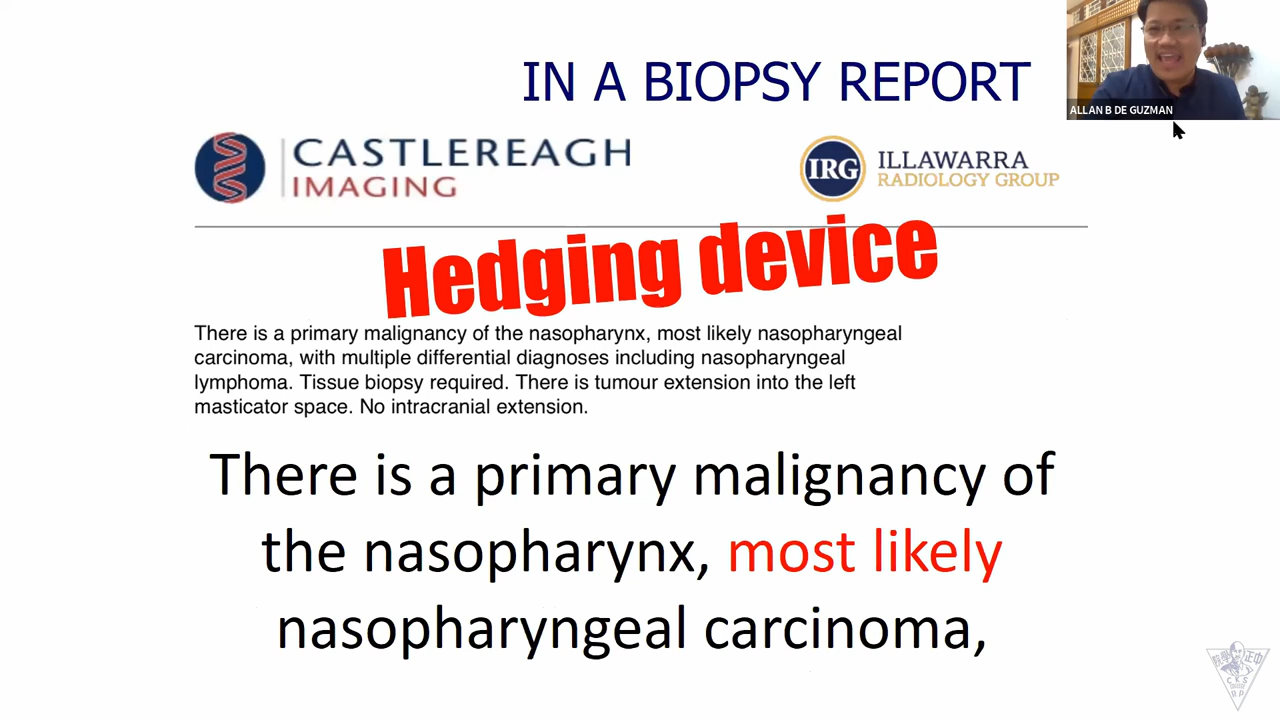 IN A BIOPSY REPORT
ALLAN B DE GUZMAN
CASTLEREAGH
IMAGING
IRG
ILLAWARRA
RADIOLOGY GROUP
Hedging device
There is a primary malignancy of the nasopharynx, most likely nasopharyngeal
carcinoma, with multiple differential diagnoses including nasopharyngeal
lymphoma. Tissue biopsy required. There is tumour extension into the left
masticator space. No intracranial extension.
There is a primary malignancy of
the nasopharynx, most likely
nasopharyngeal carcinoma,
C K S